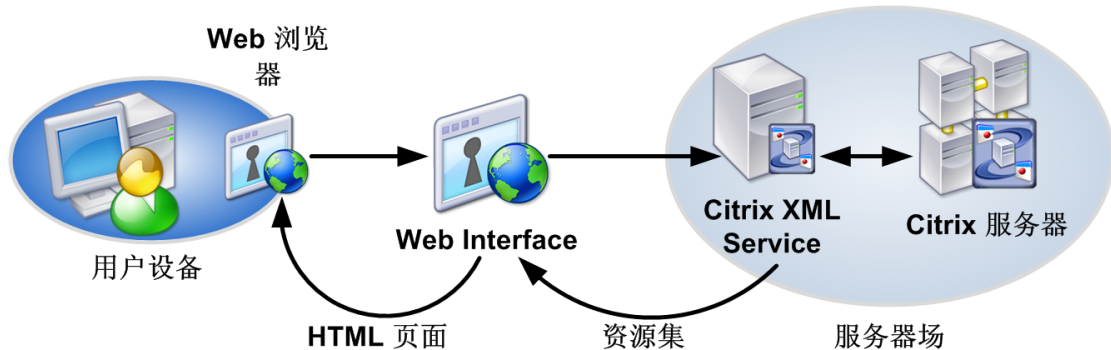 Web 浏览
器
用户设备
Web Interface
Citrix XML
Service
Citrix 服务器
HTML 页面
资源集
服务器场